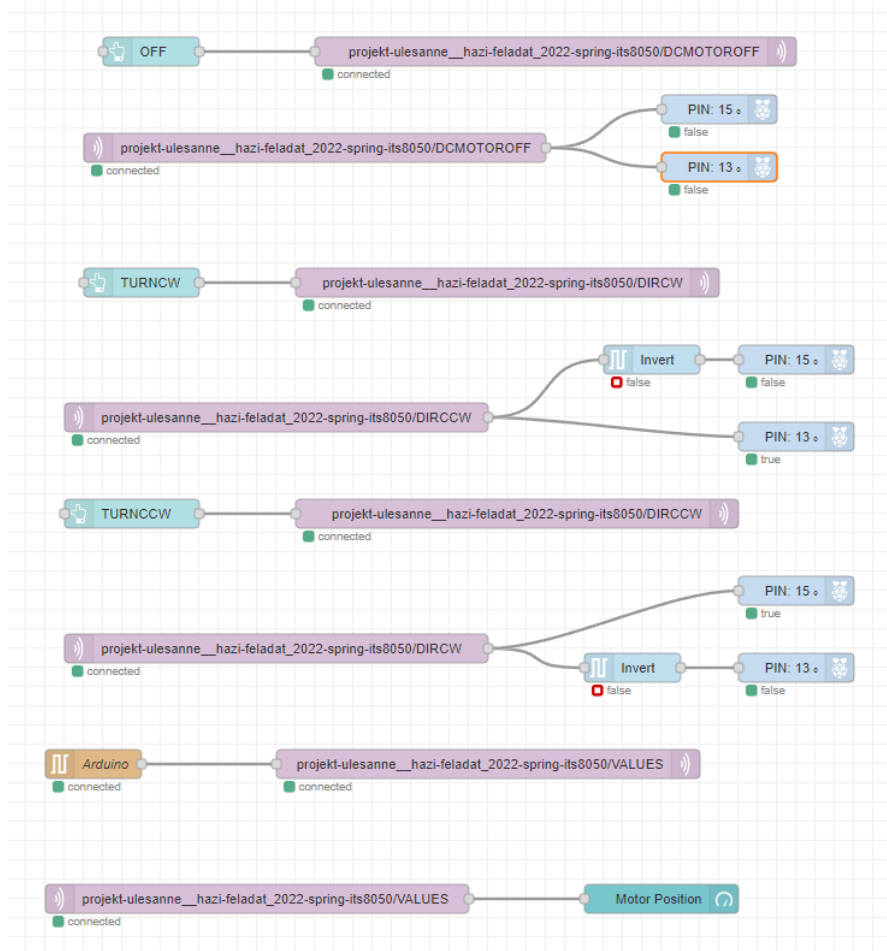 OFF
projekt-ulesanne__hazi-feladat_2022-spring-its8050/DCMOTOROFF
connected
PIN: 15
false
projekt-ulesanne__hazi-feladat_2022-spring-its8050/DCMOTOROFF
connected
PIN: 13
false
TURNCW
projekt-ulesanne__hazi-feladat_2022-spring-its8050/DIRCW
connected
Invert
false
PIN: 15
false
projekt-ulesanne__hazi-feladat_2022-spring-its8050/DIRCCW
connected
PIN: 13
true
TURNCCW
projekt-ulesanne__hazi-feladat_2022-spring-its8050/DIRCCW
connected
PIN: 15
true
projekt-ulesanne__hazi-feladat_2022-spring-its8050/DIRCW
connected
Invert
false
PIN: 13
false
Arduino
connected
projekt-ulesanne__hazi-feladat_2022-spring-its8050/VALUES
connected
projekt-ulesanne__hazi-feladat_2022-spring-its8050/VALUES
connected
Motor Position